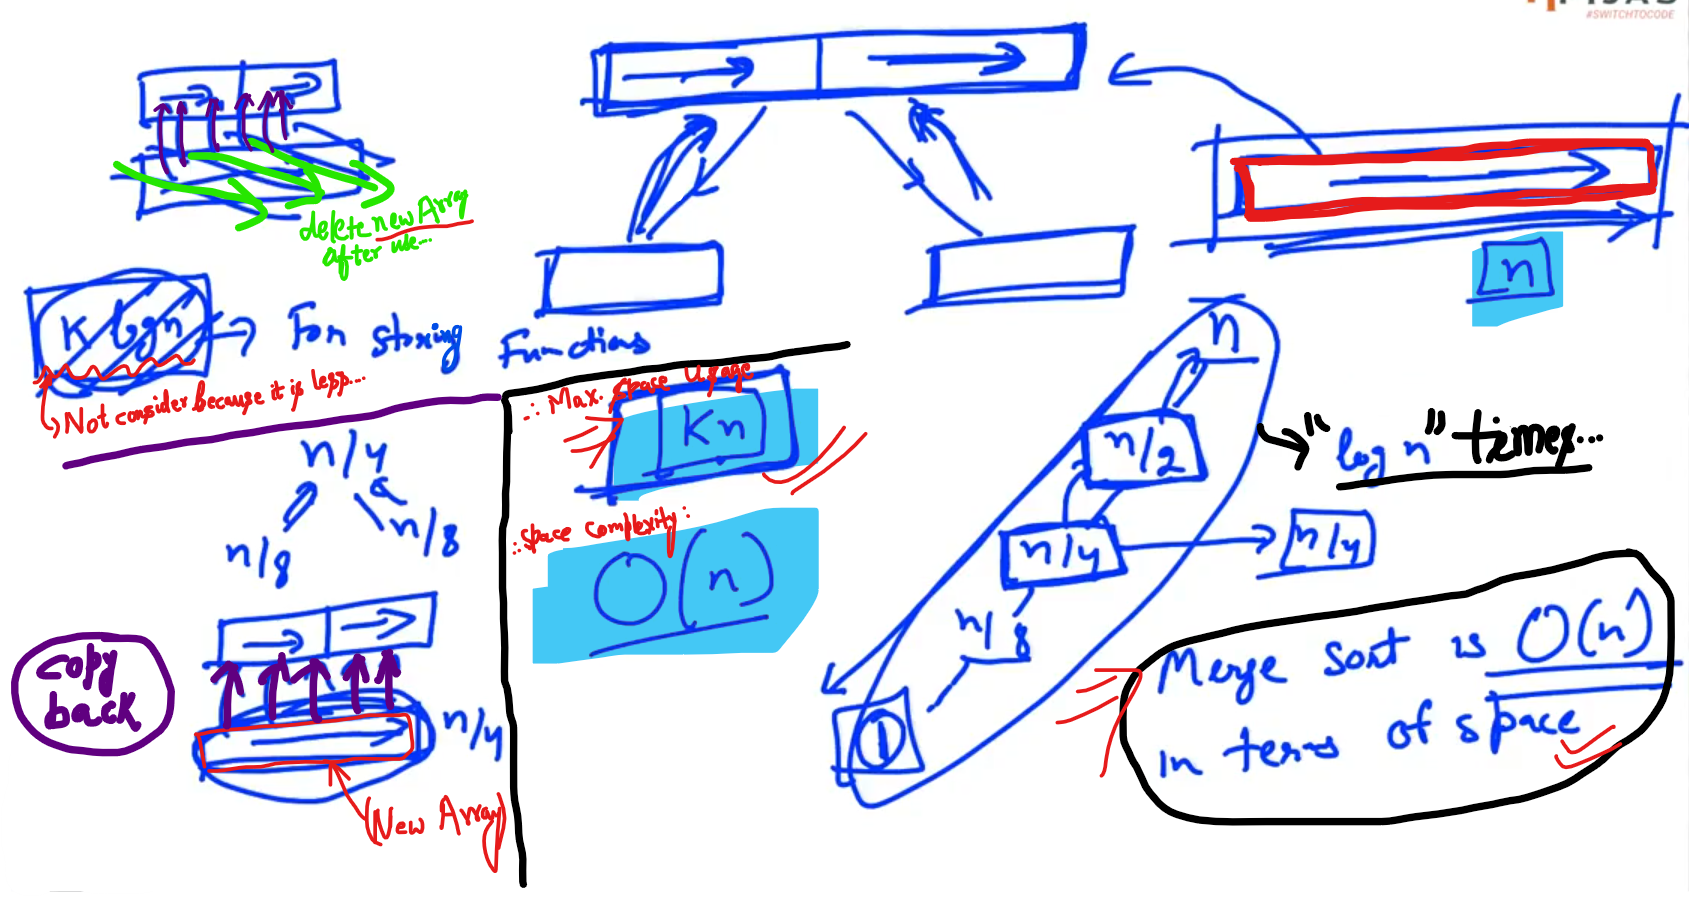 #SWITCHTOCODE
delete new Array
after use...
n
K log n → For storing Functions
Not consider because it is less...
∴ Max. Space Usage
Kn
∴ Space complexity:
O(n)
n/4
n/8
n/8
copy
back
n/4
(New Array)
n
n/2
n/4
n/4
n/8
1
"log n" times...
Merge sort is O(n)
in terms of space